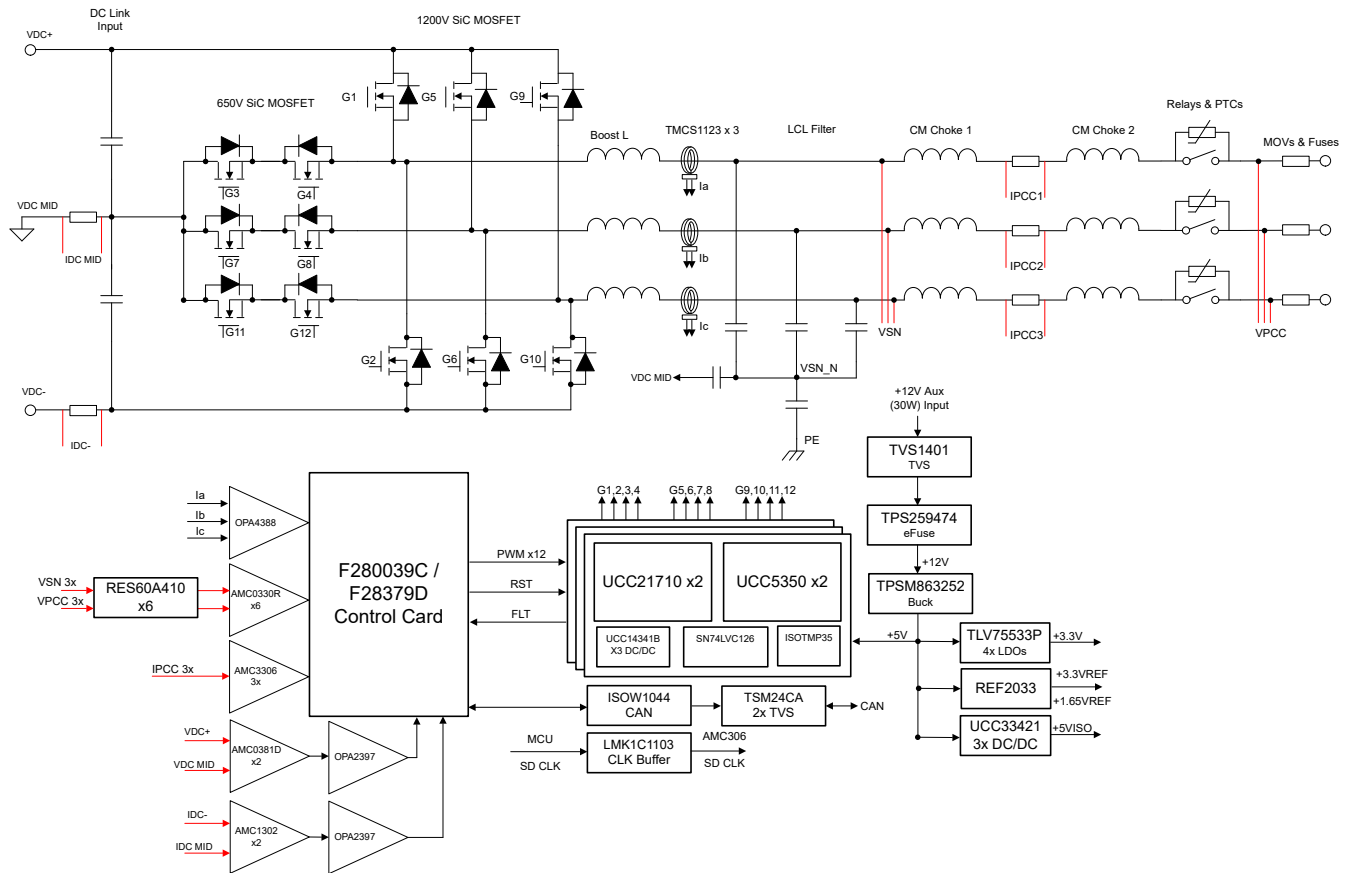 DC Link
Input
1200V SiC MOSFET
VDC+
G1
G5
G9
650V SiC MOSFET
Relays & PTCs
Boost L
TMCS1123 x 3
LCL Filter
CM Choke 1
CM Choke 2
MOVs & Fuses
G3
G4
Ia
IPCC1
VDC MID
IDC MID
G7
G8
Ib
IPCC2
G11
G12
Ic
VSN
IPCC3
VPCC
G2
G6
G10
VDC MID
VSN_N
VDC-
IDC-
PE
+12V Aux
(30W) Input
TVS1401
TVS
TPS259474
eFuse
+12V
TPSM863252
Buck
+5V
TLV75533P
4x LDOs
+3.3V
REF2033
+3.3VREF
+1.65VREF
UCC33421
3x DC/DC
+5VISO
Ia
Ib
Ic
OPA4388
VSN 3x
VPCC 3x
RES60A410
x6
AMC0330R
x6
IPCC 3x
AMC3306
3x
VDC+
VDC MID
AMC0381D
x2
OPA2397
IDC-
IDC MID
AMC1302
x2
OPA2397
F280039C /
F28379D
Control Card
PWM x12
RST
FLT
G1,2,3,4
G5,6,7,8
G9,10,11,12
UCC21710 x2
UCC5350 x2
UCC14341B
X3 DC/DC
SN74LVC126
ISOTMP35
ISOW1044
CAN
TSM24CA
2x TVS
CAN
MCU
SD CLK
LMK1C1103
CLK Buffer
AMC306
SD CLK